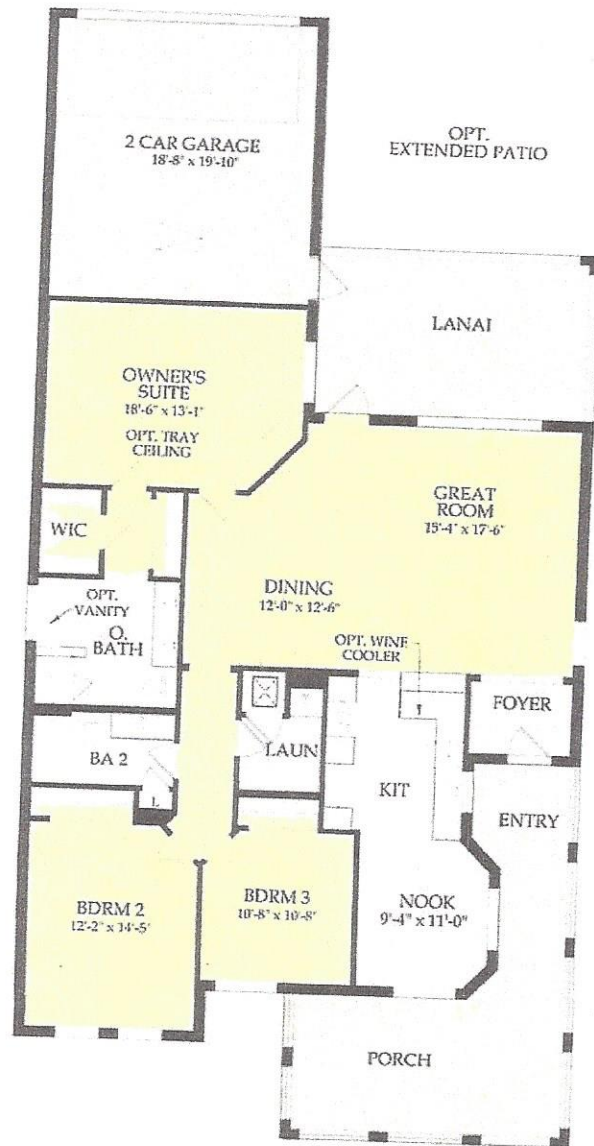 2 CAR GARAGE
18'-8" x 19'-10"
OPT.
EXTENDED PATIO
LANAI
OWNER'S
SUITE
18'-6" x 13'-1"
OPT. TRAY
CEILING
GREAT
ROOM
15'-4" x 17'-6"
WIC
DINING
12'-0" x 12'-6"
OPT.
VANITY
O.
BATH
OPT. WINE
COOLER
FOYER
BA 2
LAUN
L
KIT
ENTRY
BDRM 2
12'-2" x 14'-5"
BDRM 3
10'-8" x 10'-8"
NOOK
9'-4" x 11'-0"
PORCH